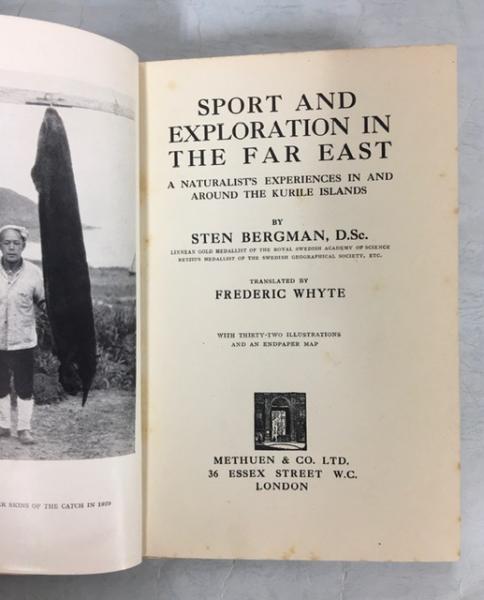 SPORT AND
EXPLORATION IN
THE FAR EAST
A NATURALIST'S EXPERIENCES IN AND
AROUND THE KURILE ISLANDS
BY
STEN BERGMAN, D.Sc.
LINNEAN GOLD MEDALLIST OF THE ROYAL SWEDISH ACADEMY OF SCIENCE
RETZIUS MEDALLIST OF THE SWEDISH GEOGRAPHICAL SOCIETY, ETC.
TRANSLATED BY
FREDERIC WHYTE
WITH THIRTY-TWO ILLUSTRATIONS
AND AN ENDPAPER MAP
METHUEN & CO. LTD.
36 ESSEX STREET W.C.
LONDON
SKINS OF THE CATCH IN 1929